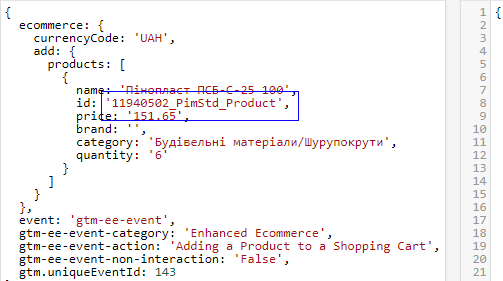 {
ecommerce: {
currencyCode: 'UAH',
add: {
products: [
{
name: 'Пінопласт ПСБ-С-25 100',
id: '11940502_PimStd_Product',
price: '151.65',
brand: '',
category: 'Будівельні матеріали/Шурупокрути',
quantity: '6'
}
]
}
},
event: 'gtm-ee-event',
gtm-ee-event-category: 'Enhanced Ecommerce',
gtm-ee-event-action: 'Adding a Product to a Shopping Cart',
gtm-ee-event-non-interaction: 'False',
gtm.uniqueEventId: 143
1 {
2
3
4
5
6
7
8
9
10
11
12
13
14
15
16
17
18
19
20
21